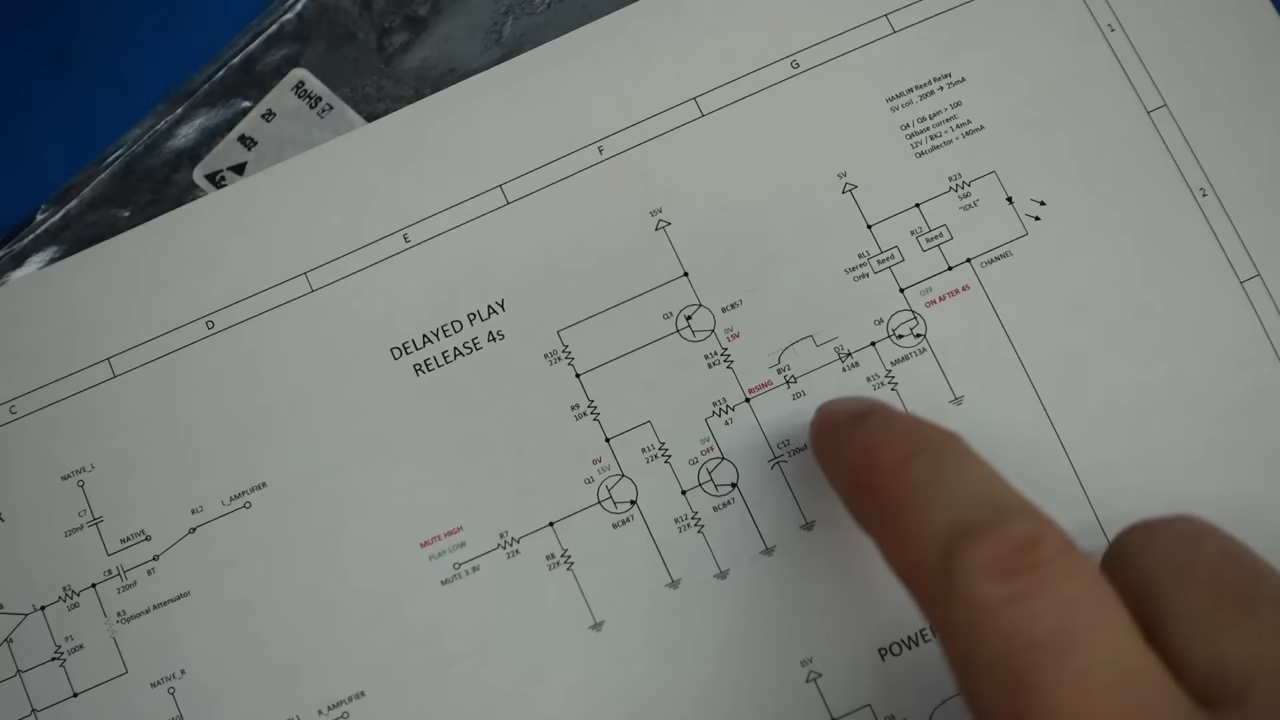 RoHS
20
G
F
E
D
C
1
2
HAMLIN Reed Relay
5V coil , 200R → 25mA
Q4 / Q6 gain > 100
Q4base current:
12V / 8K2 = 1.4mA
Q4collector = 140mA
DELAYED PLAY
RELEASE 4s
15V
5V
R23
560
"IDLE"
RL1
Stereo
Only
Reed
RL2
Reed
CHANNEL
OFF
ON AFTER 4S
Q3
BC857
0V
15V
R14
8K2
R10
22K
R9
10K
RISING
8V2
ZD1
D2
4148
Q4
MMBT13A
R15
22K
R13
47
C12
220uF
0V
OFF
Q2
BC847
R11
22K
R12
22K
0V
15V
Q1
BC847
MUTE HIGH
PLAY LOW
MUTE 3.3V
R7
22K
R8
22K
NATIVE_L
C7
220nF
NATIVE
RL2
L_AMPLIFIER
C8
220nF
BT
R2
100
R3
*Optional Attenuator
P1
100K
1
NATIVE_R
R_AMPLIFIER
15V
POWE